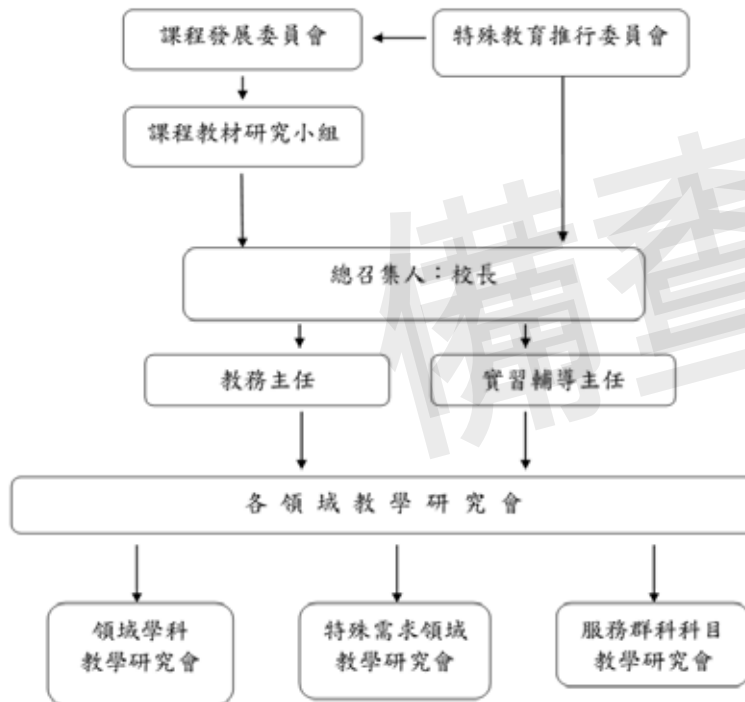 課程發展委員會
特殊教育推行委員會
課程教材研究小組
總召集人：校長
教務主任
實習輔導主任
各領域教學研究會
領域學科
教學研究會
特殊需求領域
教學研究會
服務群科科目
教學研究會
備查